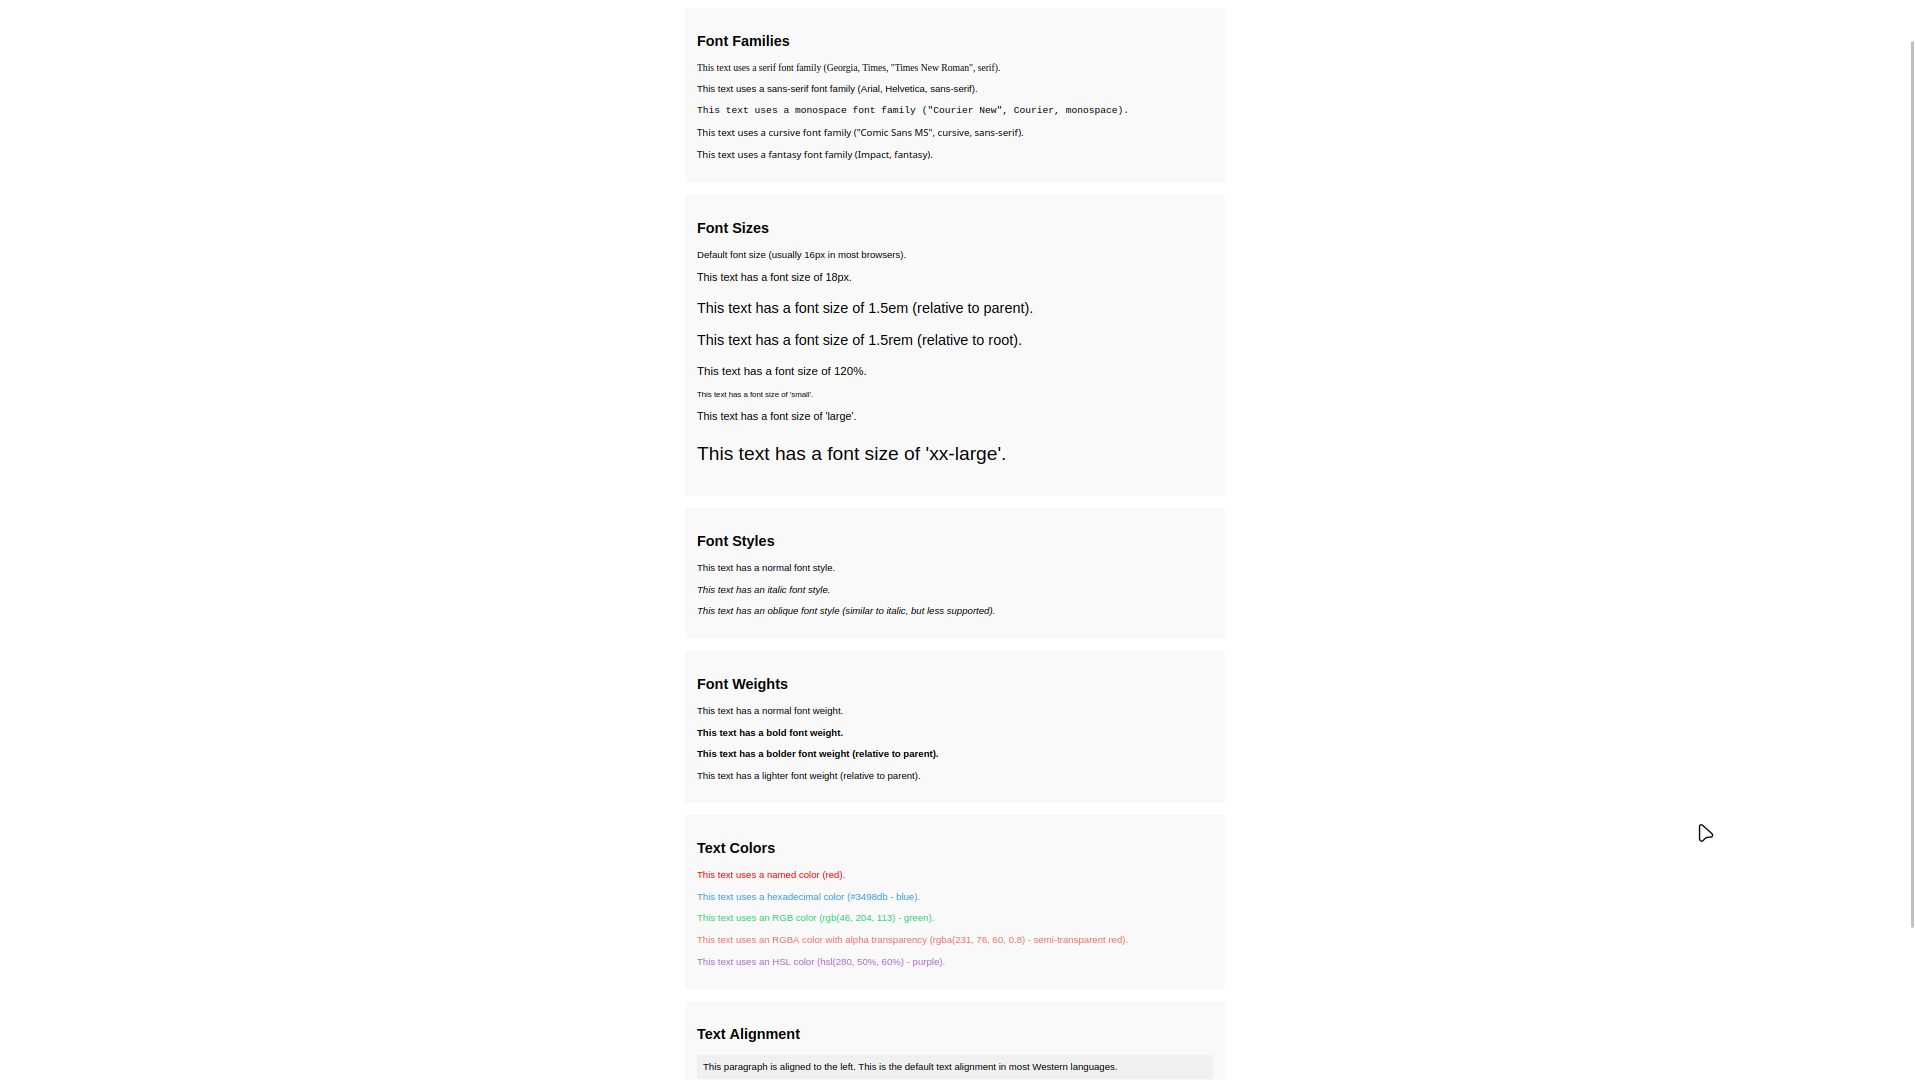 Font Families
This text uses a serif font family (Georgia, Times, "Times New Roman", serif).
This text uses a sans-serif font family (Arial, Helvetica, sans-serif).
This text uses a monospace font family ("Courier New", Courier, monospace).
This text uses a cursive font family ("Comic Sans MS", cursive, sans-serif).
This text uses a fantasy font family (Impact, fantasy).
Font Sizes
Default font size (usually 16px in most browsers).
This text has a font size of 18px.
This text has a font size of 1.5em (relative to parent).
This text has a font size of 1.5rem (relative to root).
This text has a font size of 120%.
This text has a font size of 'small'.
This text has a font size of 'large'.
This text has a font size of 'xx-large'.
Font Styles
This text has a normal font style.
This text has an italic font style.
This text has an oblique font style (similar to italic, but less supported).
Font Weights
This text has a normal font weight.
This text has a bold font weight.
This text has a bolder font weight (relative to parent).
This text has a lighter font weight (relative to parent).
Text Colors
This text uses a named color (red).
This text uses a hexadecimal color (#3498db - blue).
This text uses an RGB color (rgb(46, 204, 113) - green).
This text uses an RGBA color with alpha transparency (rgba(231, 76, 60, 0.8) - semi-transparent red).
This text uses an HSL color (hsl(280, 50%, 60%) - purple).
Text Alignment
This paragraph is aligned to the left. This is the default text alignment in most Western languages.